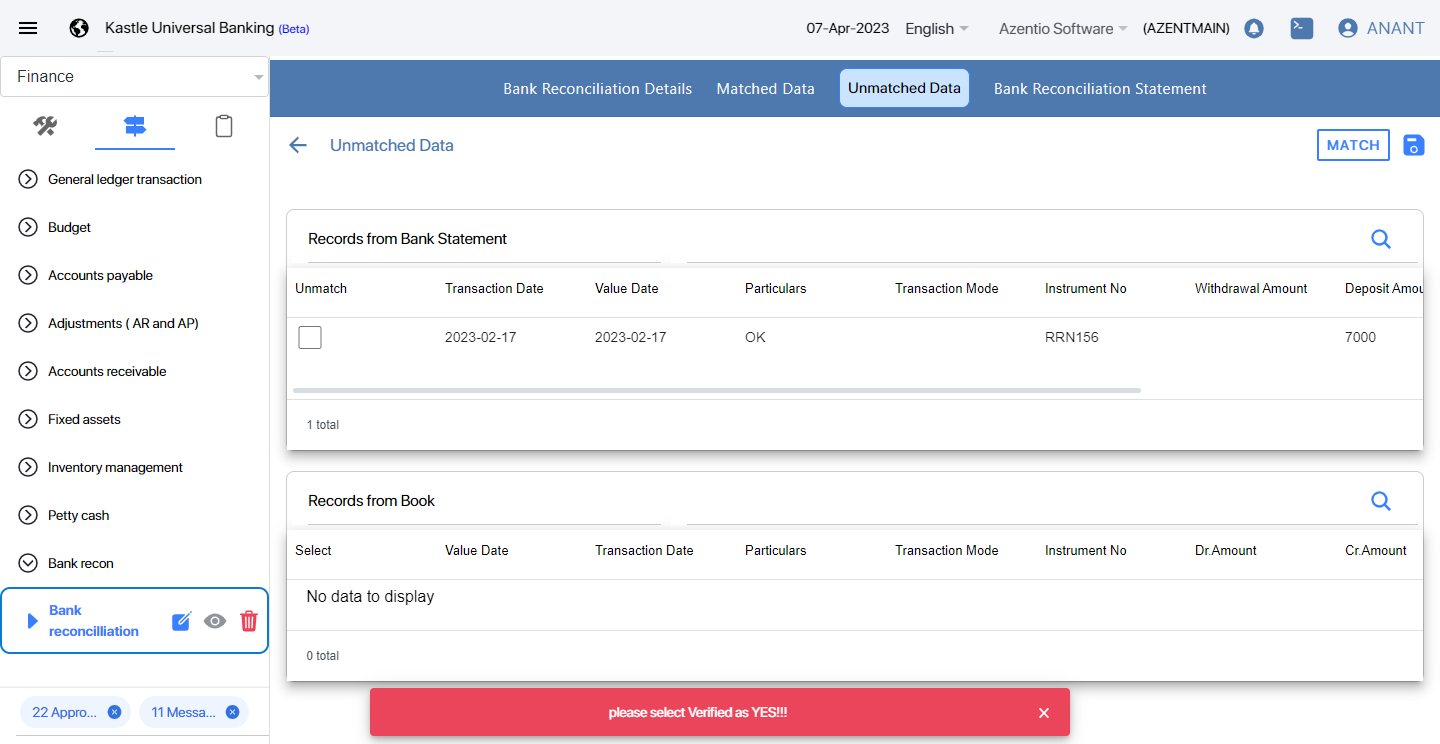 Kastle Universal Banking (Beta)
07-Apr-2023 English Azentio Software (AZENTMAIN) ANANT
Finance
Bank Reconciliation Details Matched Data Unmatched Data Bank Reconciliation Statement
Unmatched Data
MATCH
General ledger transaction
Budget
Accounts payable
Adjustments ( AR and AP)
Accounts receivable
Fixed assets
Inventory management
Petty cash
Bank recon
Bank
reconcilliation
22 Appro... 11 Messa...
Records from Bank Statement
Unmatch Transaction Date Value Date Particulars Transaction Mode Instrument No Withdrawal Amount Deposit Amou
2023-02-17 2023-02-17 OK RRN156 7000
1 total
Records from Book
Select Value Date Transaction Date Particulars Transaction Mode Instrument No Dr.Amount Cr.Amount
No data to display
0 total
please select Verified as YES!!!